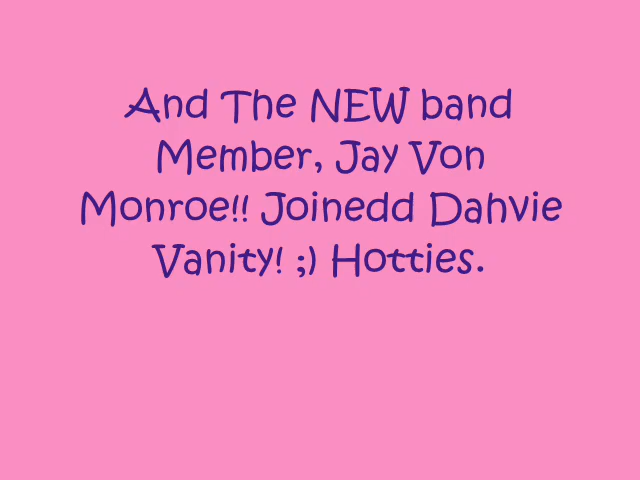 And The NEW band
Member, Jay Von
Monroe!! Joinedd Dahvie
Vanity! ;) Hotties.